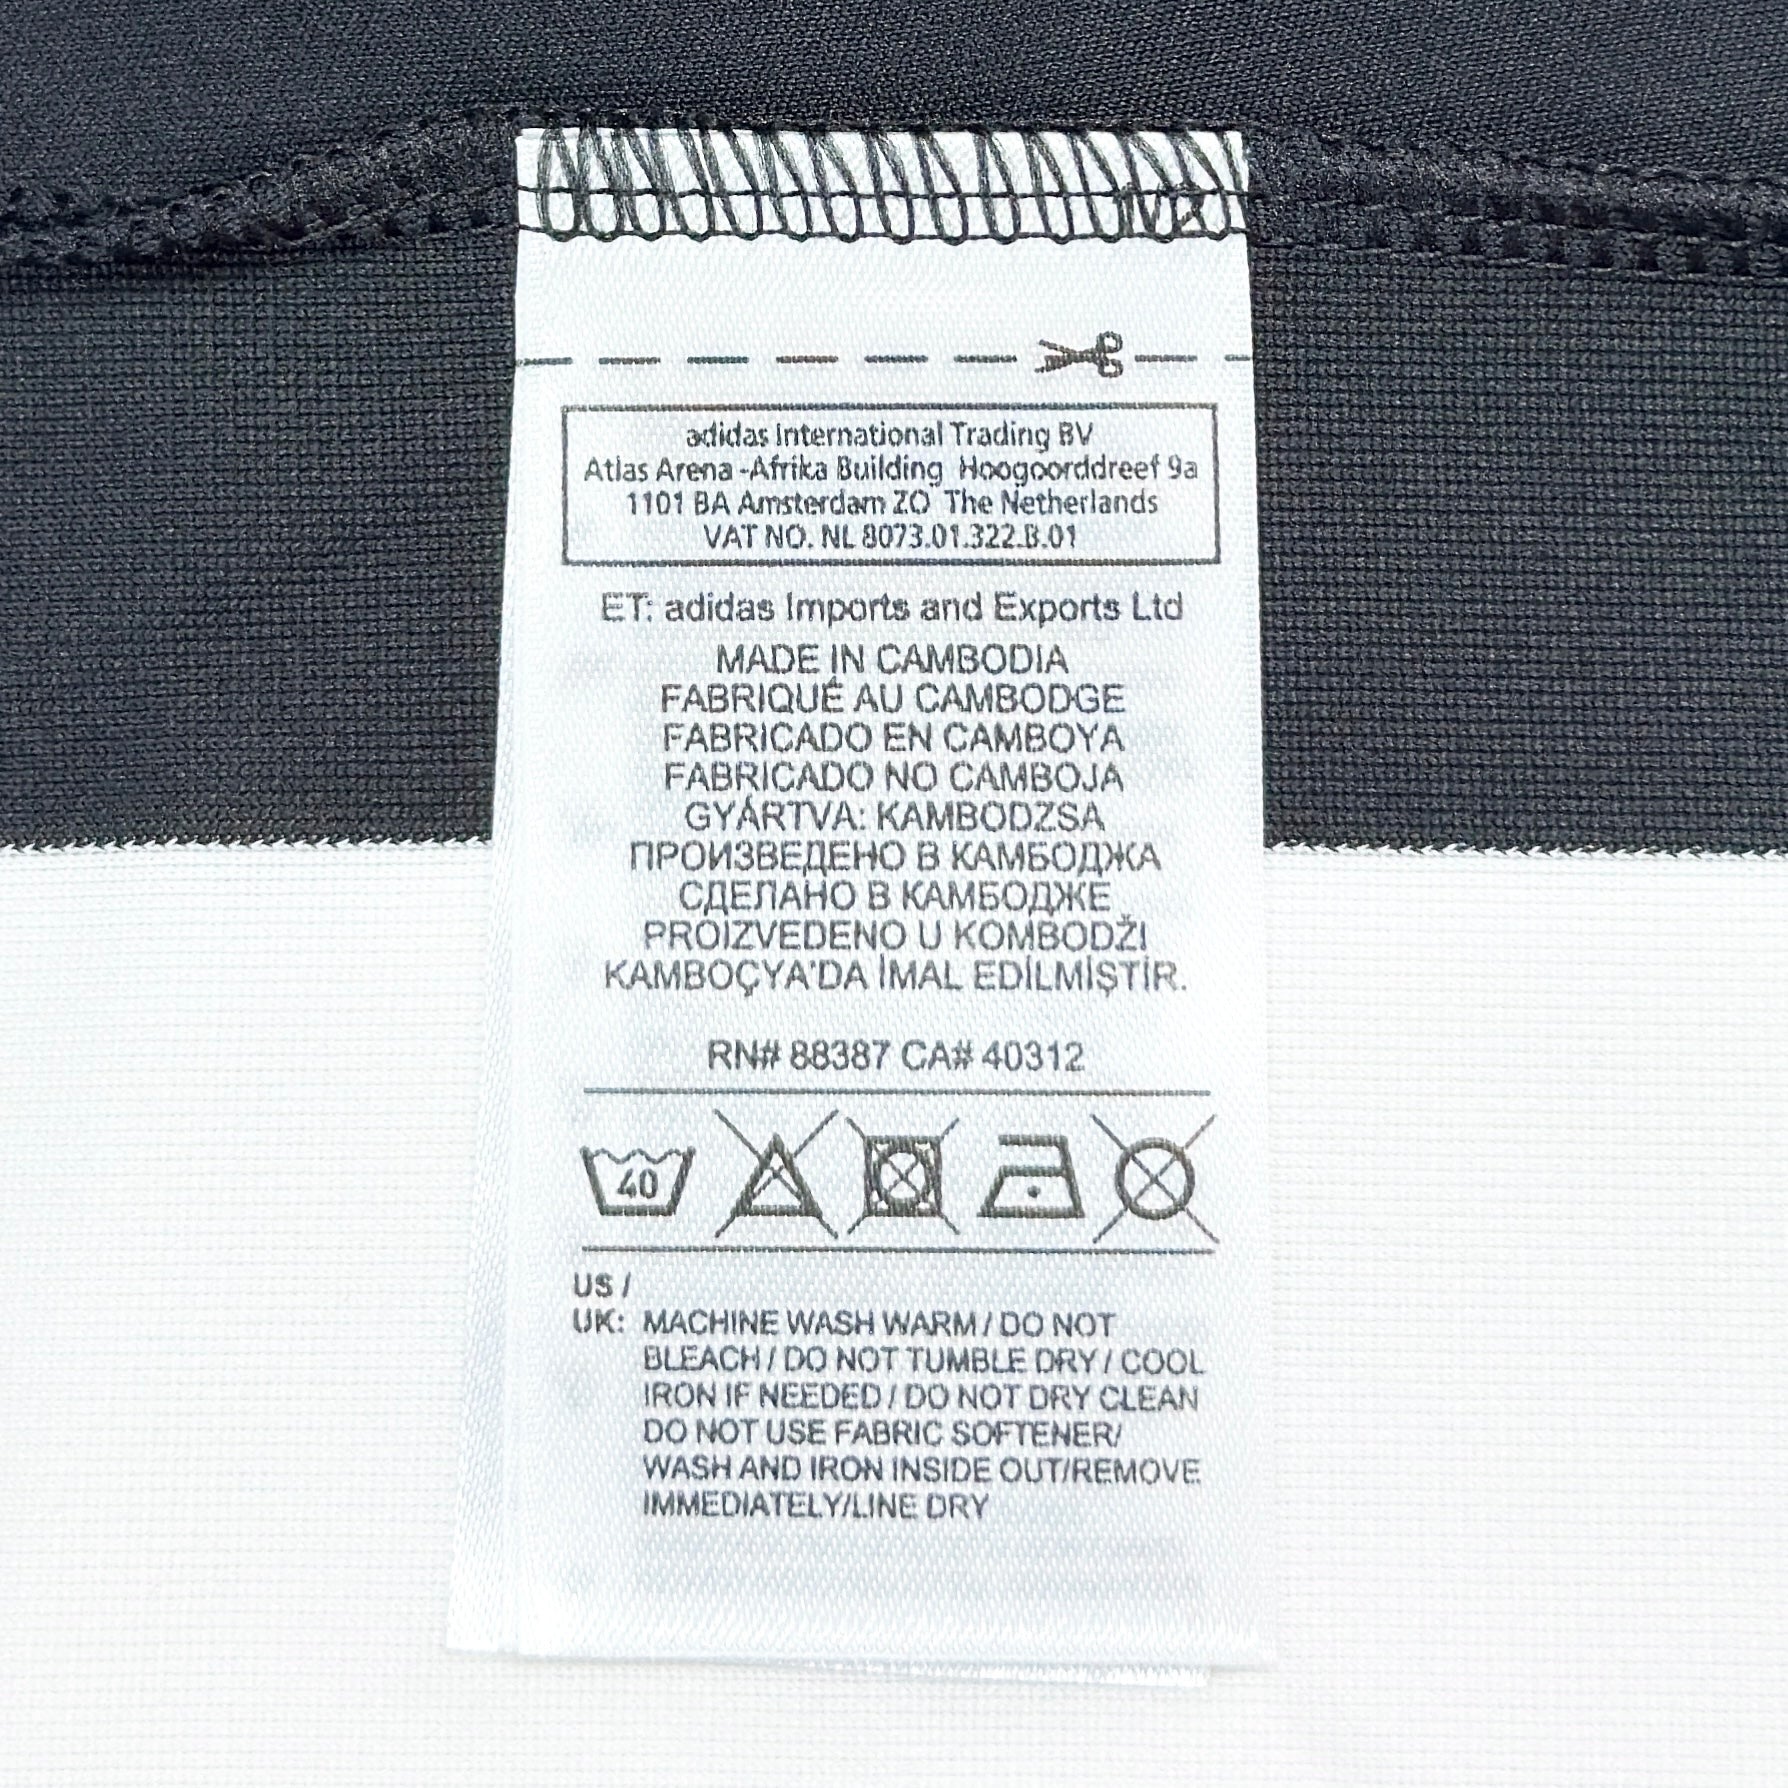 adidas International Trading BV
Atlas Arena -Afrika Building Hoogoorddreef 9a
1101 BA Amsterdam ZO The Netherlands
VAT NO. NL 8073.01.322.B.01
ET: adidas Imports and Exports Ltd
MADE IN CAMBODIA
FABRIQUÉ AU CAMBODGE
FABRICADO EN CAMBOYA
FABRICADO NO CAMBOJA
GYÁRTVA: KAMBODZSA
ПРОИЗВЕДЕНО В КАМБОДЖА
СДЕЛАНО В КАМБОДЖЕ
PROIZVEDENO U KOMBODŽI
KAMBOÇYA'DA İMAL EDİLMİŞTİR.
RN# 88387 CA# 40312
40
US /
UK: MACHINE WASH WARM / DO NOT
BLEACH / DO NOT TUMBLE DRY / COOL
IRON IF NEEDED / DO NOT DRY CLEAN
DO NOT USE FABRIC SOFTENER/
WASH AND IRON INSIDE OUT/REMOVE
IMMEDIATELY/LINE DRY